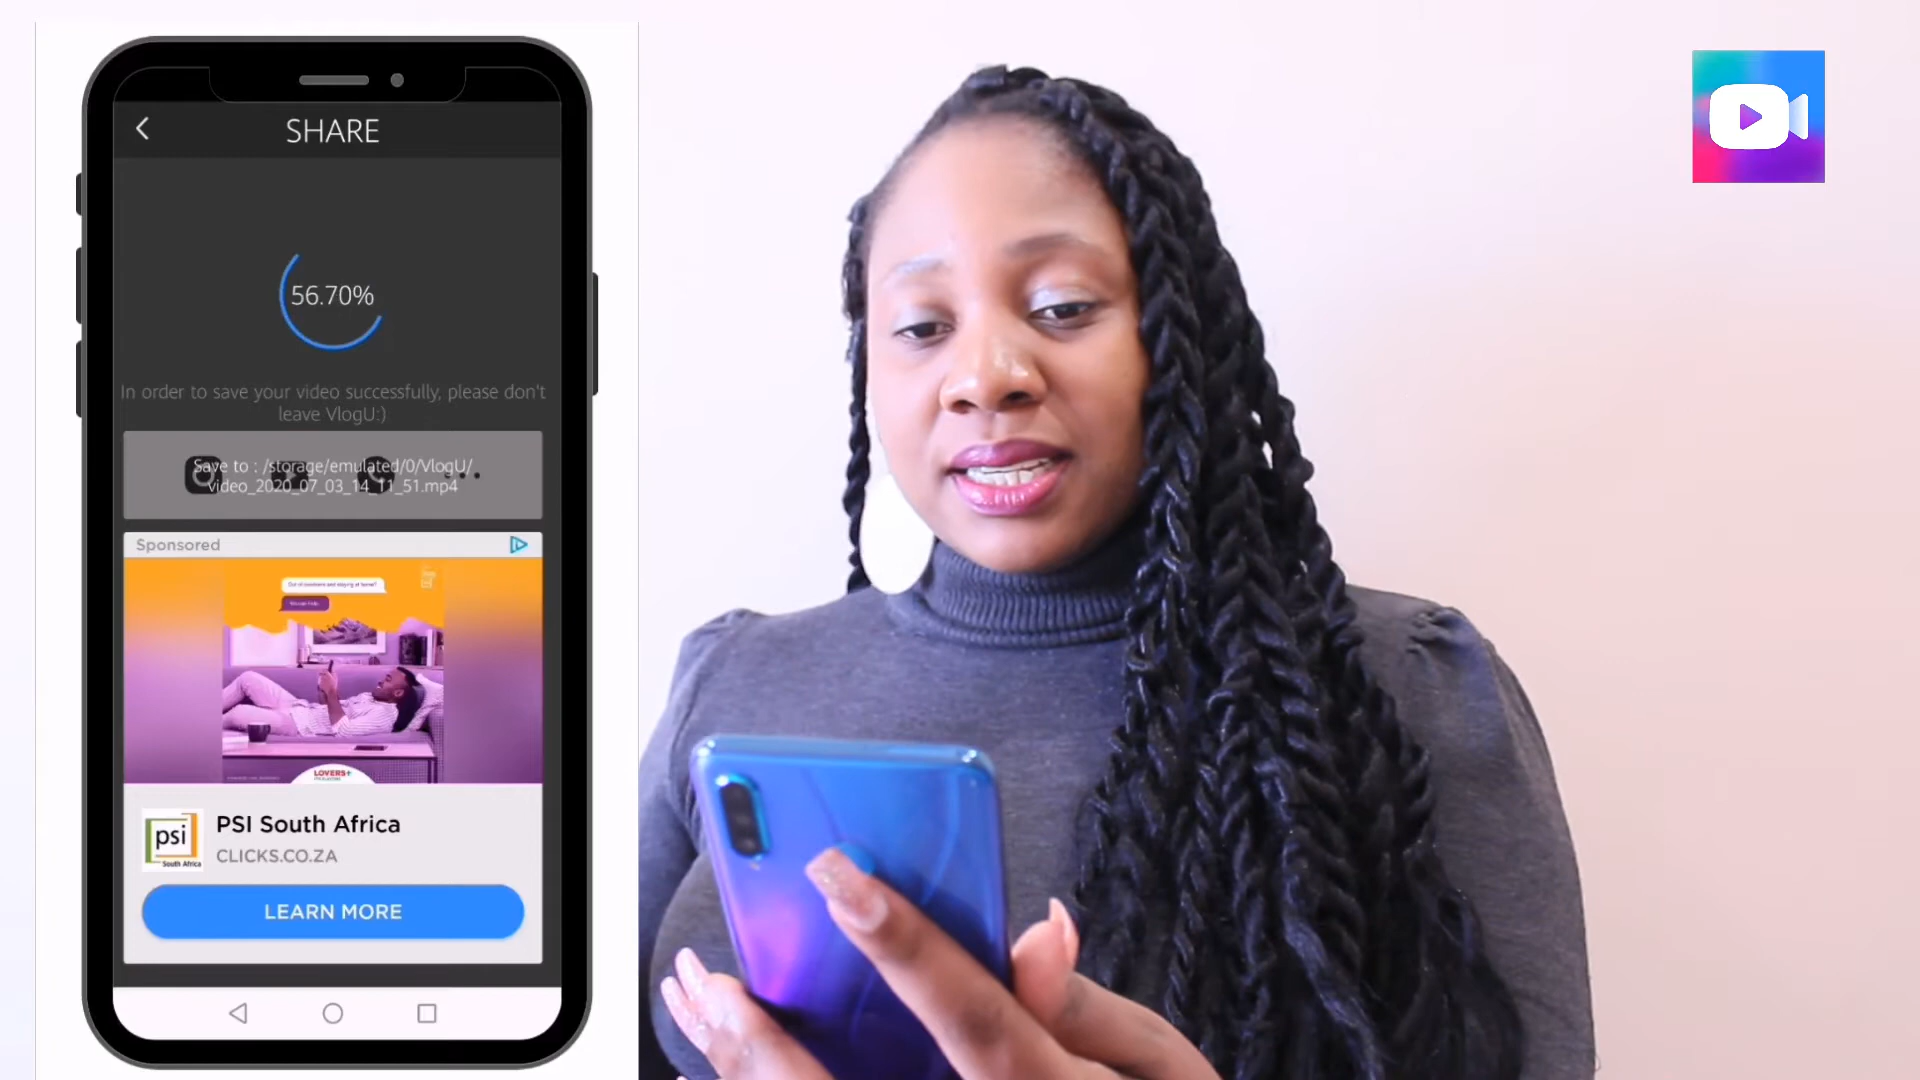 SHARE
56.70%
In order to save your video successfully, please don't
leave VlogU:)
Save to : /storage/emulated/0/VlogU/
video_2020_07_03_14_11_51.mp4
Sponsored
LOVERS+
psi
South Africa
PSI South Africa
CLICKS.CO.ZA
LEARN MORE